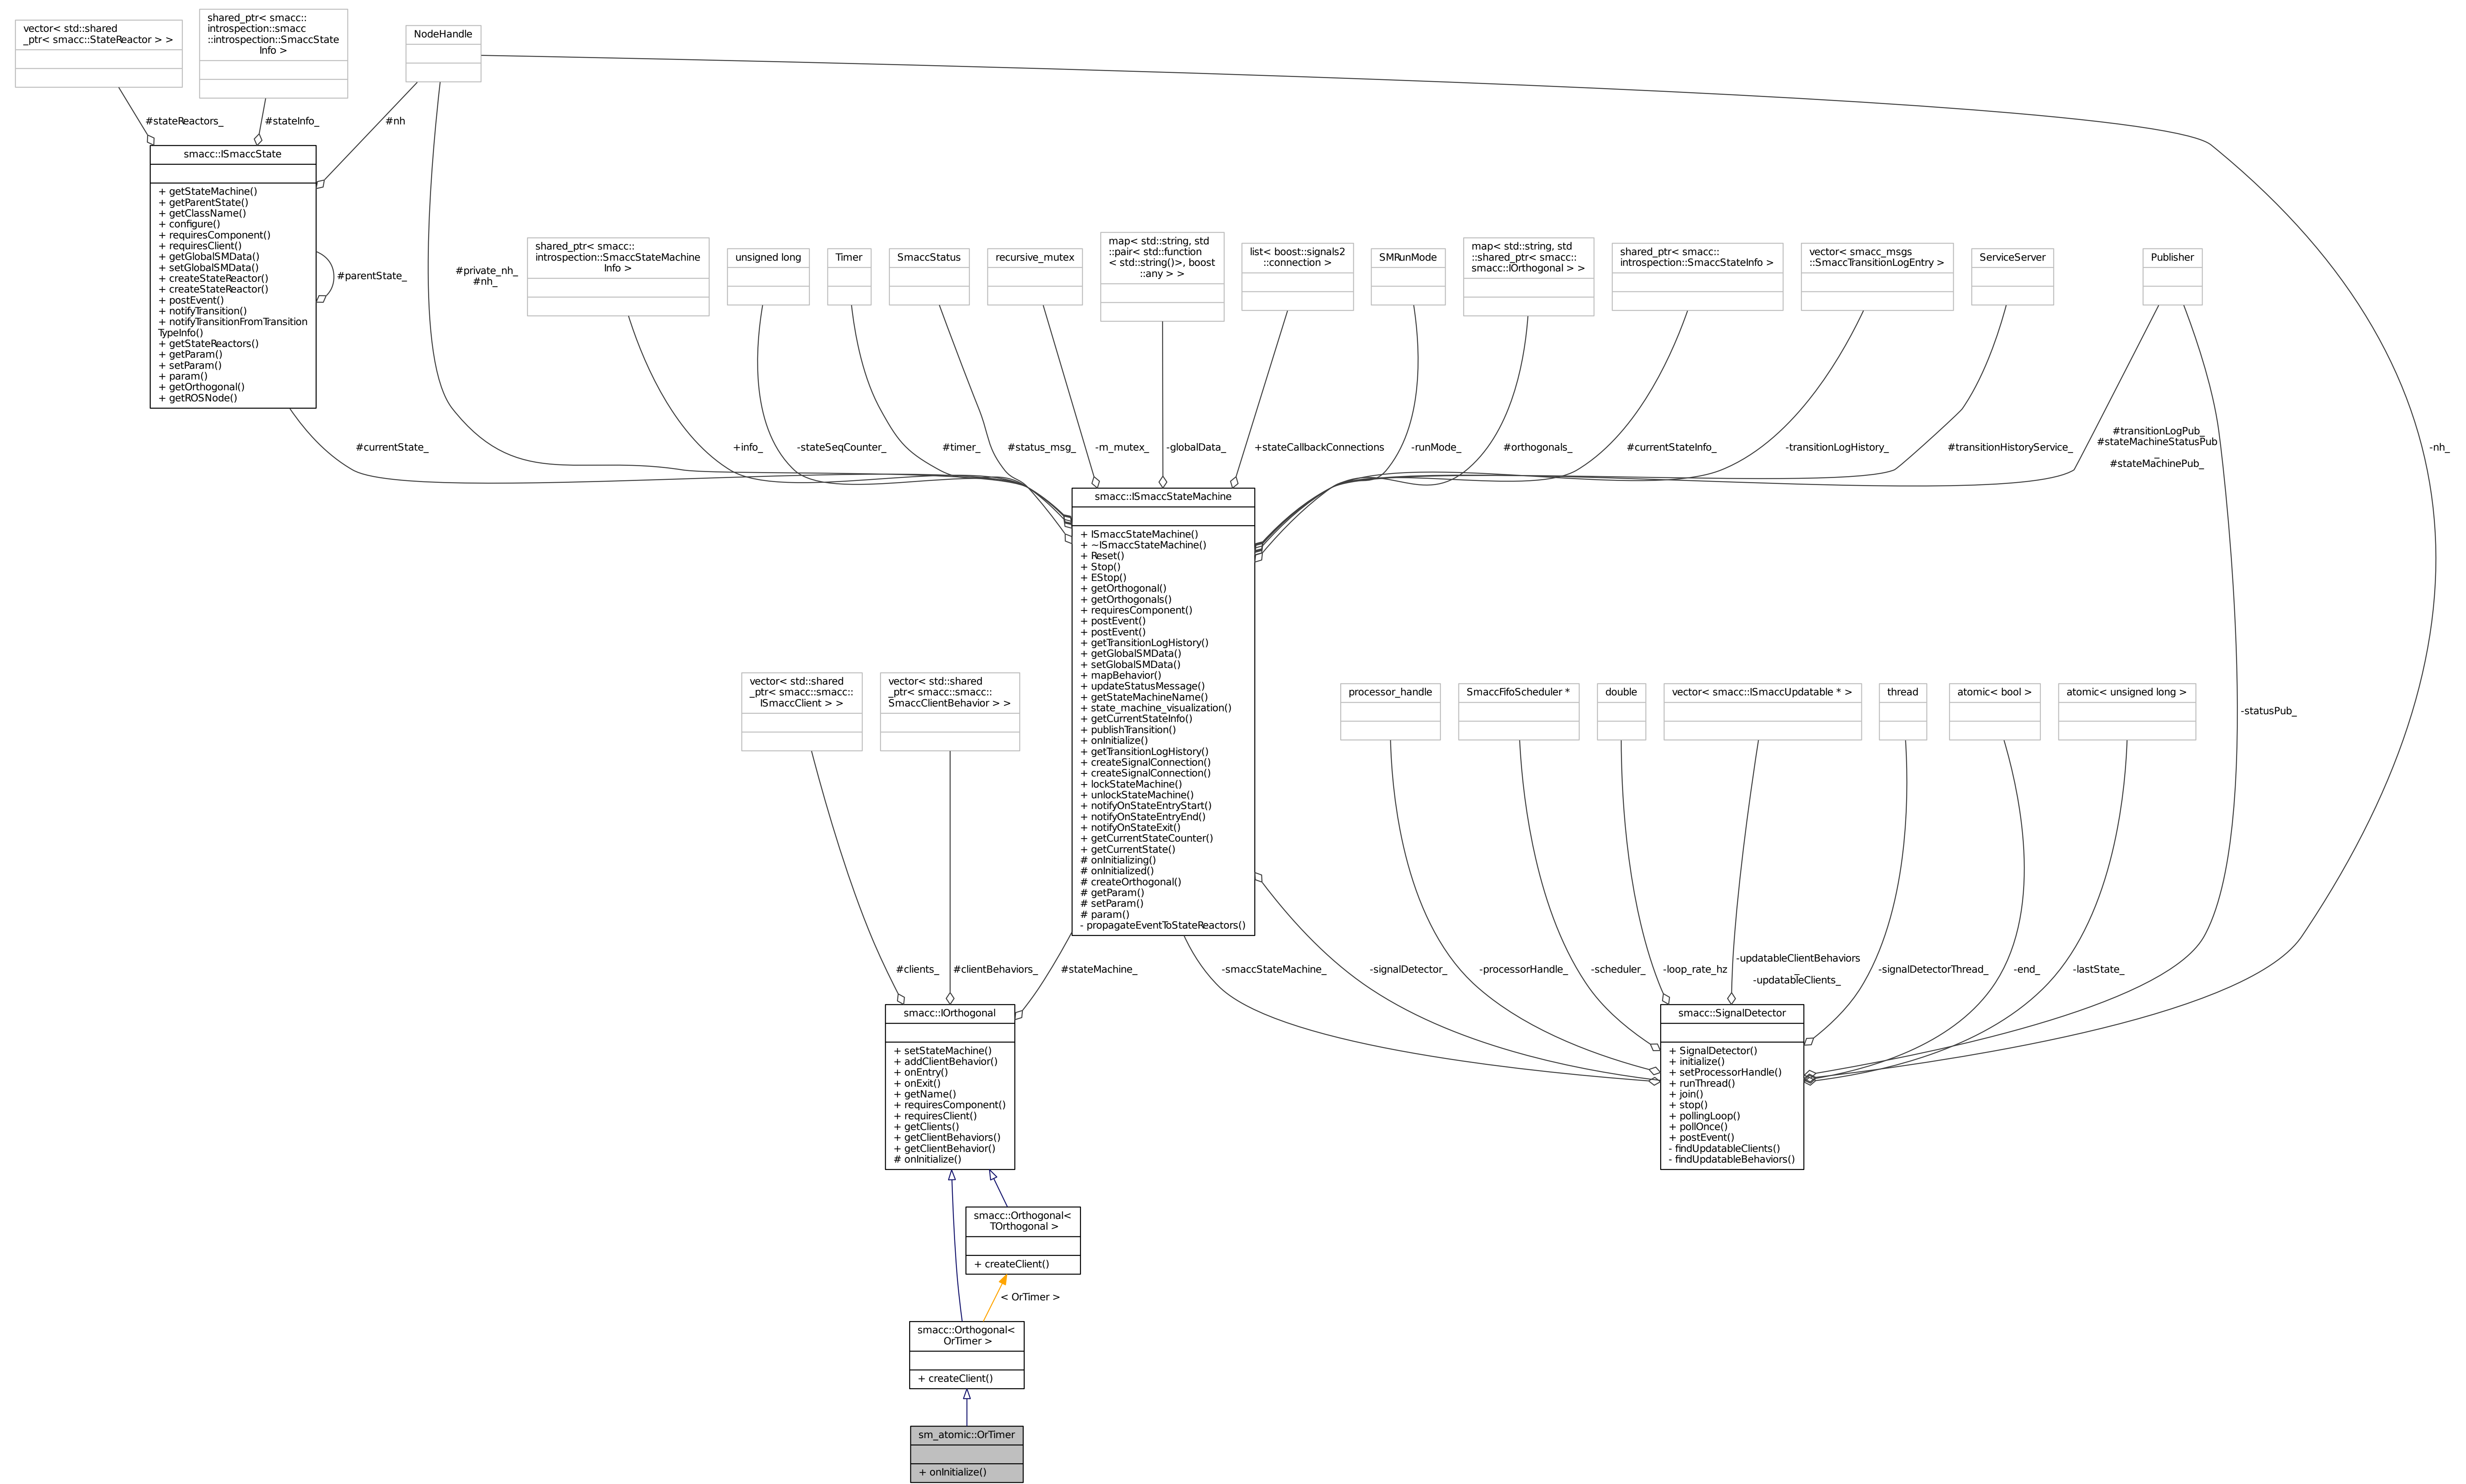 vector< std::shared
_ptr< smacc::StateReactor > >
shared_ptr< smacc::
introspection::smacc
::introspection::SmaccState
Info >
NodeHandle
#stateReactors_
#stateInfo_
#nh
smacc::ISmaccState
+ getStateMachine()
+ getParentState()
+ getClassName()
+ configure()
+ requiresComponent()
+ requiresClient()
+ getGlobalSMData()
+ setGlobalSMData()
+ createStateReactor()
+ createStateReactor()
+ postEvent()
+ notifyTransition()
+ notifyTransitionFromTransition
TypeInfo()
+ getStateReactors()
+ getParam()
+ setParam()
+ param()
+ getOrthogonal()
+ getROSNode()
#parentState_
#private_nh_
#nh_
shared_ptr< smacc::
introspection::SmaccStateMachine
Info >
unsigned long
Timer
SmaccStatus
recursive_mutex
map< std::string, std
::pair< std::function
< std::string()>, boost
::any > >
list< boost::signals2
::connection >
SMRunMode
map< std::string, std
::shared_ptr< smacc::
smacc::IOrthogonal > >
shared_ptr< smacc::
introspection::SmaccStateInfo >
vector< smacc_msgs
::SmaccTransitionLogEntry >
ServiceServer
Publisher
#currentState_
+info_
-stateSeqCounter_
#timer_
#status_msg_
-m_mutex_
-globalData_
+stateCallbackConnections
-runMode_
#orthogonals_
#currentStateInfo_
-transitionLogHistory_
#transitionHistoryService_
#transitionLogPub_
#stateMachineStatusPub
_
#stateMachinePub_
-nh_
smacc::ISmaccStateMachine
+ ISmaccStateMachine()
+ ~ISmaccStateMachine()
+ Reset()
+ Stop()
+ EStop()
+ getOrthogonal()
+ getOrthogonals()
+ requiresComponent()
+ postEvent()
+ postEvent()
+ getTransitionLogHistory()
+ getGlobalSMData()
+ setGlobalSMData()
+ mapBehavior()
+ updateStatusMessage()
+ getStateMachineName()
+ state_machine_visualization()
+ getCurrentStateInfo()
+ publishTransition()
+ onInitialize()
+ getTransitionLogHistory()
+ createSignalConnection()
+ createSignalConnection()
+ lockStateMachine()
+ unlockStateMachine()
+ notifyOnStateEntryStart()
+ notifyOnStateEntryEnd()
+ notifyOnStateExit()
+ getCurrentStateCounter()
+ getCurrentState()
# onInitializing()
# onInitialized()
# createOrthogonal()
# getParam()
# setParam()
# param()
- propagateEventToStateReactors()
vector< std::shared
_ptr< smacc::smacc::
ISmaccClient > >
vector< std::shared
_ptr< smacc::smacc::
SmaccClientBehavior > >
processor_handle
SmaccFifoScheduler *
double
vector< smacc::ISmaccUpdatable * >
thread
atomic< bool >
atomic< unsigned long >
-statusPub_
#clients_
#clientBehaviors_
#stateMachine_
-smaccStateMachine_
-signalDetector_
-processorHandle_
-scheduler_
-loop_rate_hz
-updatableClientBehaviors
_
-updatableClients_
-signalDetectorThread_
-end_
-lastState_
smacc::IOrthogonal
+ setStateMachine()
+ addClientBehavior()
+ onEntry()
+ onExit()
+ getName()
+ requiresComponent()
+ requiresClient()
+ getClients()
+ getClientBehaviors()
+ getClientBehavior()
# onInitialize()
smacc::SignalDetector
+ SignalDetector()
+ initialize()
+ setProcessorHandle()
+ runThread()
+ join()
+ stop()
+ pollingLoop()
+ pollOnce()
+ postEvent()
- findUpdatableClients()
- findUpdatableBehaviors()
smacc::Orthogonal<
TOrthogonal >
+ createClient()
< OrTimer >
smacc::Orthogonal<
OrTimer >
+ createClient()
sm_atomic::OrTimer
+ onInitialize()